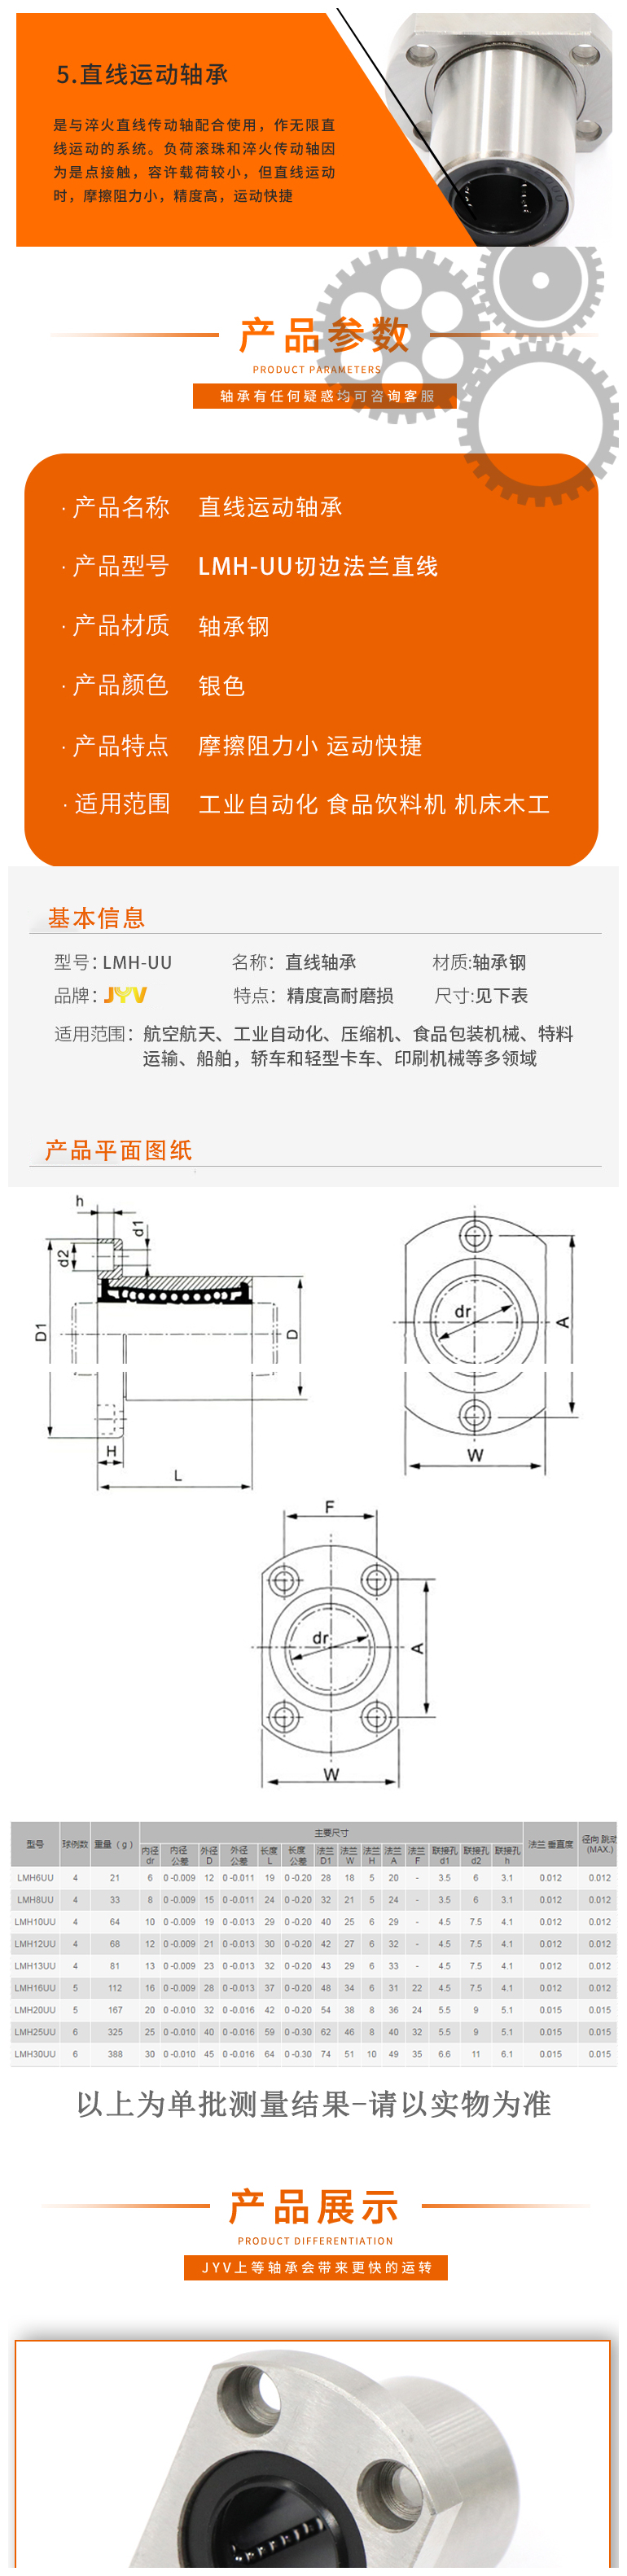 5.直线运动轴承
是与淬火直线传动轴配合使用，作无限直
线运动的系统。负荷滚珠和淬火传动轴因
为是点接触，容许载荷较小，但直线运动
时，摩擦阻力小，精度高，运动快捷
产品参数
PRODUCT PARAMETERS
轴承有任何疑惑均可咨询客服
· 产品名称 直线运动轴承
· 产品型号 LMH-UU切边法兰直线
· 产品材质 轴承钢
· 产品颜色 银色
· 产品特点 摩擦阻力小 运动快捷
· 适用范围 工业自动化 食品饮料机 机床木工
基本信息
型号：LMH-UU 名称：直线轴承 材质:轴承钢
品牌：JYV 特点：精度高耐磨损 尺寸:见下表
适用范围：航空航天、工业自动化、压缩机、食品包装机械、特料
运输、船舶，轿车和轻型卡车、印刷机械等多领域
产品平面图纸
h
d1
d2
D1
D
H
L
dr
A
W
F
dr
A
W
型号 球例数 重量（g） 主要尺寸 法兰 垂直度 径向 跳动 (MAX.)
内径 dr 内径 公差 外径 D 外径 公差 长度 L 长度 公差 法兰 D1 法兰 W 法兰 H 法兰 A 法兰 F 联接孔 d1 联接孔 d2 联接孔 h
LMH6UU 4 21 6 0 -0.009 12 0 -0.011 19 0 -0.20 28 18 5 20 - 3.5 6 3.1 0.012 0.012
LMH8UU 4 33 8 0 -0.009 15 0 -0.011 24 0 -0.20 32 21 5 24 - 3.5 6 3.1 0.012 0.012
LMH10UU 4 64 10 0 -0.009 19 0 -0.013 29 0 -0.20 40 25 6 29 - 4.5 7.5 4.1 0.012 0.012
LMH12UU 4 68 12 0 -0.009 21 0 -0.013 30 0 -0.20 42 27 6 32 - 4.5 7.5 4.1 0.012 0.012
LMH13UU 4 81 13 0 -0.009 23 0 -0.013 32 0 -0.20 43 29 6 33 - 4.5 7.5 4.1 0.012 0.012
LMH16UU 5 112 16 0 -0.009 28 0 -0.013 37 0 -0.20 48 34 6 31 22 4.5 7.5 4.1 0.012 0.012
LMH20UU 5 167 20 0 -0.010 32 0 -0.016 42 0 -0.20 54 38 8 36 24 5.5 9 5.1 0.015 0.015
LMH25UU 6 325 25 0 -0.010 40 0 -0.016 59 0 -0.30 62 46 8 40 32 5.5 9 5.1 0.015 0.015
LMH30UU 6 388 30 0 -0.010 45 0 -0.016 64 0 -0.30 74 51 10 49 35 6.6 11 6.1 0.015 0.015
以上为单批测量结果-请以实物为准
产品展示
PRODUCT DIFFERENTIATION
JYV上等轴承会带来更快的运转